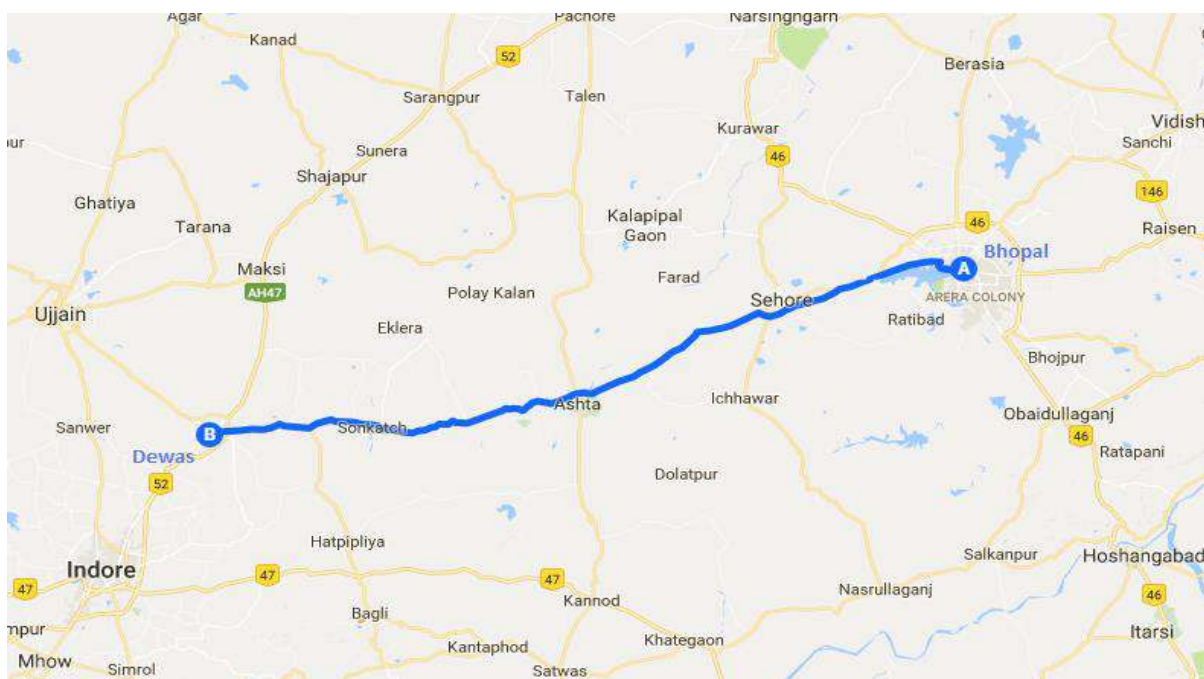 Agar
Pachore
Narsinghgarh
Kanad
52
Berasia
Sarangpur
Talen
Kurawar
Vidish
Sanchi
pur
Sunera
46
Shajapur
146
Ghatiya
Kalapipal
Gaon
46
Tarana
Raisen
Bhopal
Maksi
Farad
A
AH47
Polay Kalan
ARERA COLONY
Sehore
Ujjain
Ratibad
Eklera
Bhojpur
Ichhawar
Ashta
Obaidullaganj
Sanwer
B
Sonkatch
46
Dewas
Ratapani
52
Dolatpur
Hatpipliya
Salkanpur
Hoshangabad
Indore
47
47
47
Nasrullaganj
46
Kannod
Bagli
mpur
Itarsi
Khategaon
Kantaphod
Mhow
Simrol
Satwas